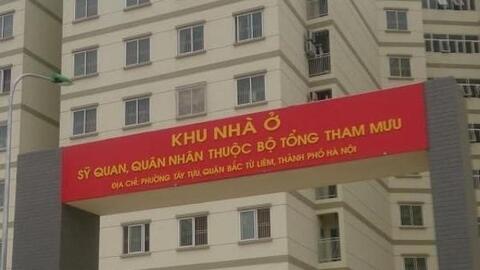 KHU NHÀ Ở
SỸ QUAN, QUÂN NHÂN THUỘC BỘ TỔNG THAM MƯU
ĐỊA CHỈ: PHƯỜNG TÂY TỰU, QUẬN BẮC TỪ LIÊM, THÀNH PHỐ HÀ NỘI